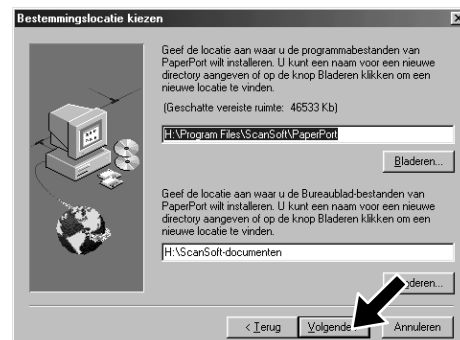 Bestemmingslocatie kiezen
Geef de locatie aan waar u de programmabestanden van
PaperPort wilt installeren. U kunt een naam voor een nieuwe
directory aangeven of op de knop Bladeren klikken om een
nieuwe locatie te vinden.
(Geschatte vereiste ruimte: 46533 Kb)
H:\Program Files\ScanSoft\PaperPort
Bladeren...
Geef de locatie aan waar u de Bureaublad-bestanden van
PaperPort wilt installeren. U kunt een naam voor een nieuwe
directory aangeven of op de knop Bladeren klikken om een
nieuwe locatie te vinden.
H:\ScanSoft-documenten
deren...
< Terug Volgende Annuleren